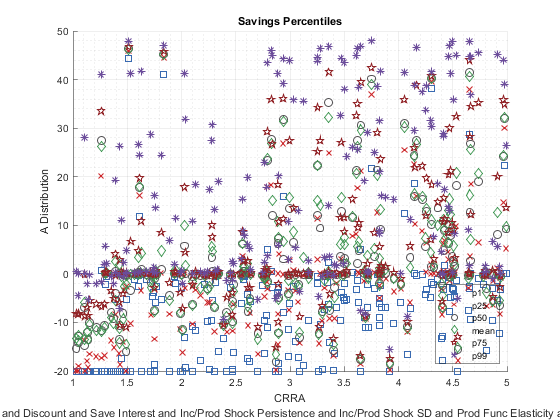 Savings Percentiles
50
40
30
20
10
0
-10
-20
A Distribution
p1
p25
p50
mean
p75
p99
1
1.5
2
2.5
3
3.5
4
4.5
5
CRRA
and Discount and Save Interest and Inc/Prod Shock Persistence and Inc/Prod Shock SD and Prod Func Elasticity a